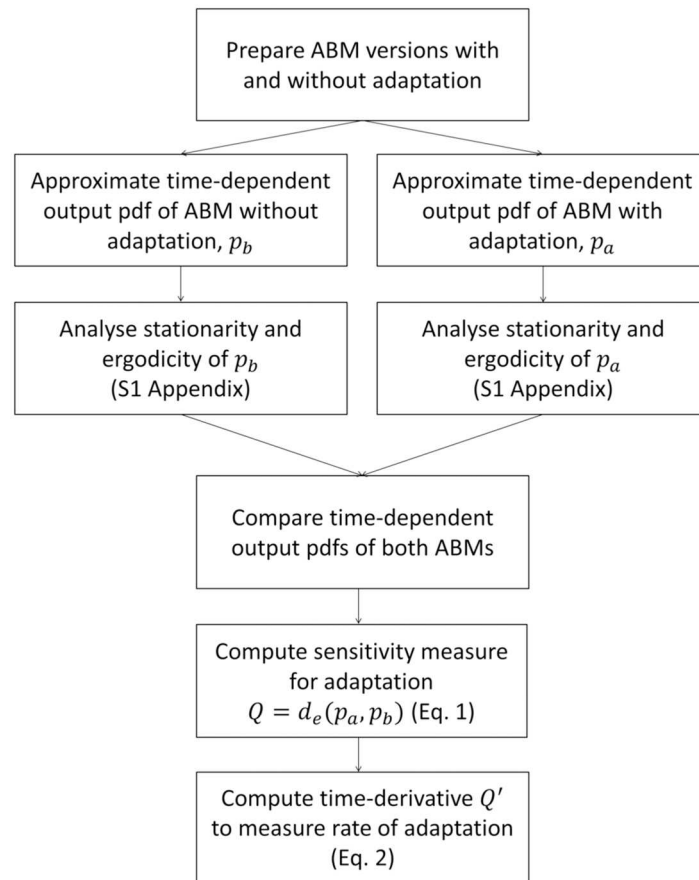 Prepare ABM versions with
and without adaptation
Approximate time-dependent
output pdf of ABM without
adaptation, p_b
Approximate time-dependent
output pdf of ABM with
adaptation, p_a
Analyse stationarity and
ergodicity of p_b
(S1 Appendix)
Analyse stationarity and
ergodicity of p_a
(S1 Appendix)
Compare time-dependent
output pdfs of both ABMs
Compute sensitivity measure
for adaptation
Q = d_e(p_a, p_b) (Eq. 1)
Compute time-derivative Q′
to measure rate of adaptation
(Eq. 2)